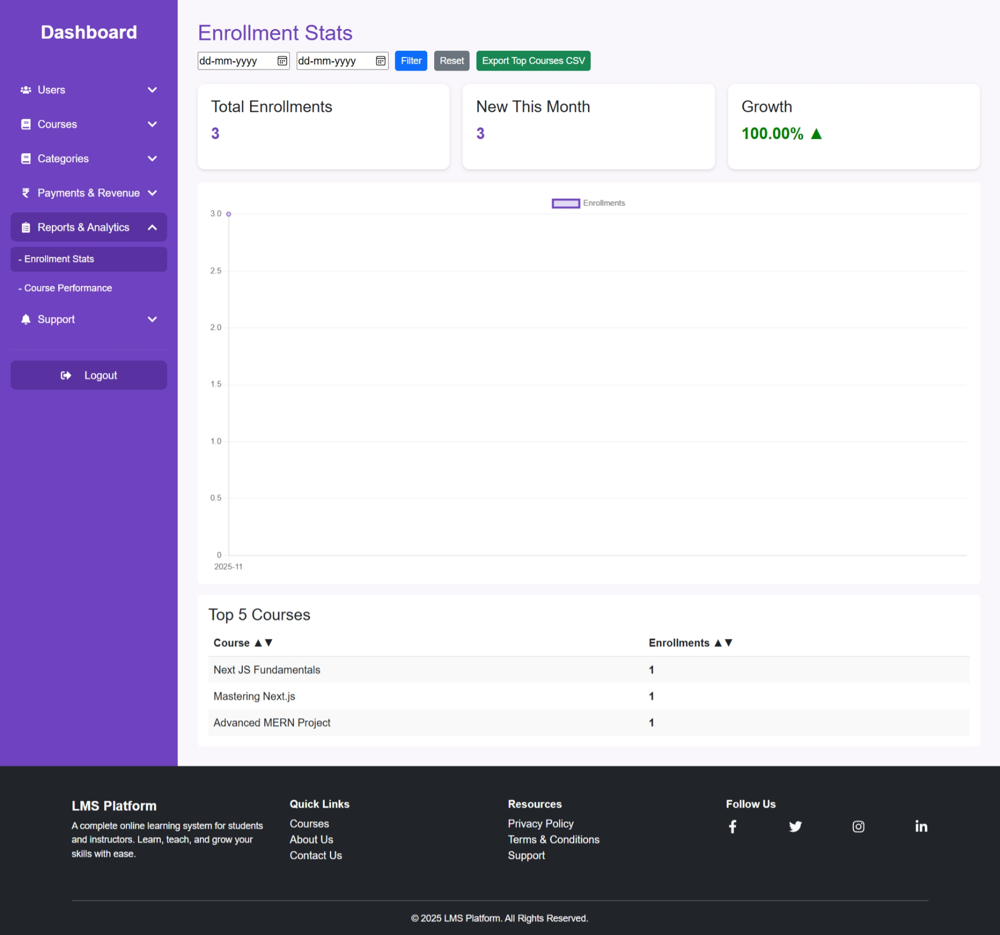 Dashboard
Users
Courses
Categories
Payments & Revenue
Reports & Analytics
- Enrollment Stats
- Course Performance
Support
Logout
Enrollment Stats
dd-mm-yyyy dd-mm-yyyy Filter Reset Export Top Courses CSV
Total Enrollments
3
New This Month
3
Growth
100.00% ▲
Enrollments
3.0
2.5
2.0
1.5
1.0
0.5
0
2025-11
Top 5 Courses
Course ▲▼ Enrollments ▲▼
Next JS Fundamentals 1
Mastering Next.js 1
Advanced MERN Project 1
LMS Platform
A complete online learning system for students
and instructors. Learn, teach, and grow your
skills with ease.
Quick Links
Courses
About Us
Contact Us
Resources
Privacy Policy
Terms & Conditions
Support
Follow Us
© 2025 LMS Platform. All Rights Reserved.